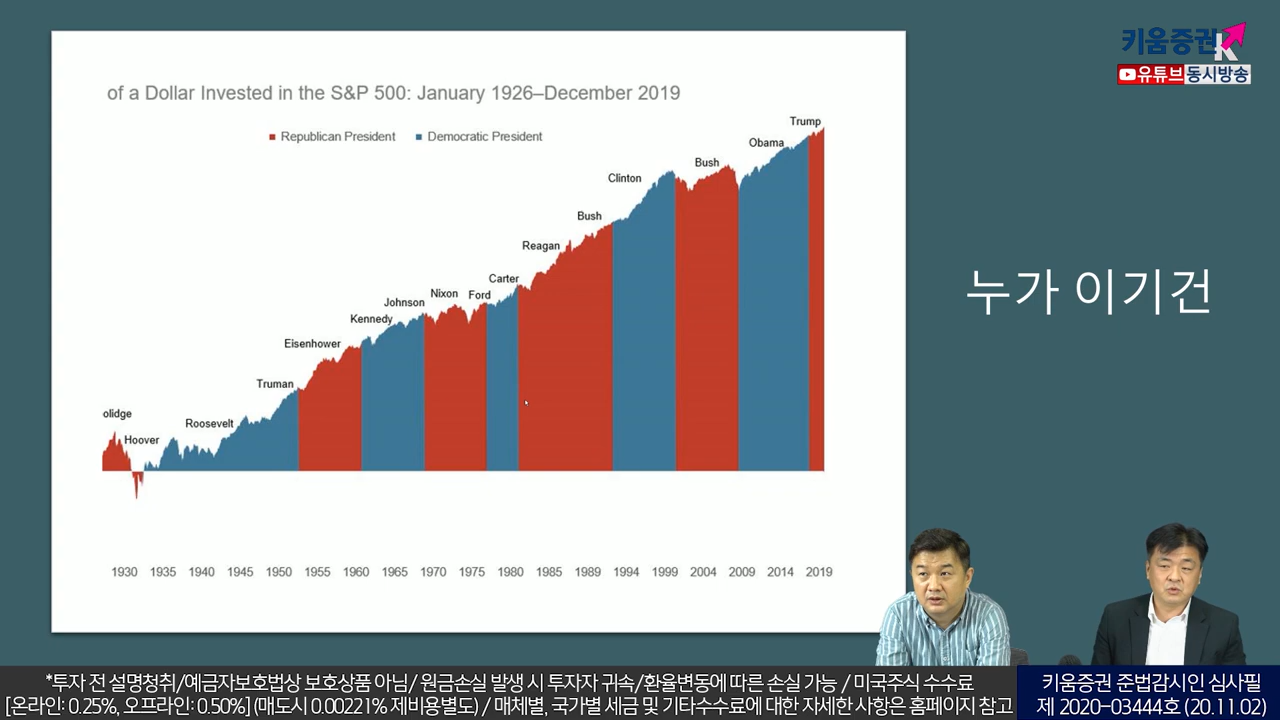 키움증권
K
유튜브 동시방송
of a Dollar Invested in the S&P 500: January 1926–December 2019
Republican President
Democratic President
Trump
Obama
Bush
Clinton
Bush
Reagan
Carter
Ford
Nixon
Johnson
Kennedy
Eisenhower
Truman
Roosevelt
Hoover
olidge
1930 1935 1940 1945 1950 1955 1960 1965 1970 1975 1980 1985 1989 1994 1999 2004 2009 2014 2019
누가 이기건
*투자 전 설명청취/예금자보호법상 보호상품 아님/ 원금손실 발생 시 투자자 귀속/환율변동에 따른 손실 가능 / 미국주식 수수료
[온라인: 0.25%, 오프라인: 0.50%] (매도시 0.00221% 제비용별도) / 매체별, 국가별 세금 및 기타수수료에 대한 자세한 사항은 홈페이지 참고
키움증권 준법감시인 심사필
제 2020-03444호 (20.11.02)